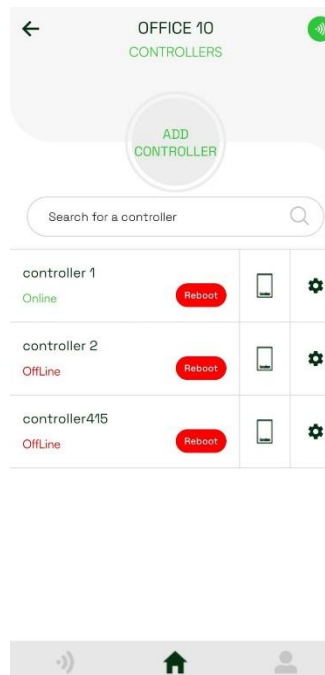 OFFICE 10
CONTROLLERS
ADD
CONTROLLER
Search for a controller
controller 1
Online
Reboot
controller 2
OffLine
Reboot
controller415
OffLine
Reboot